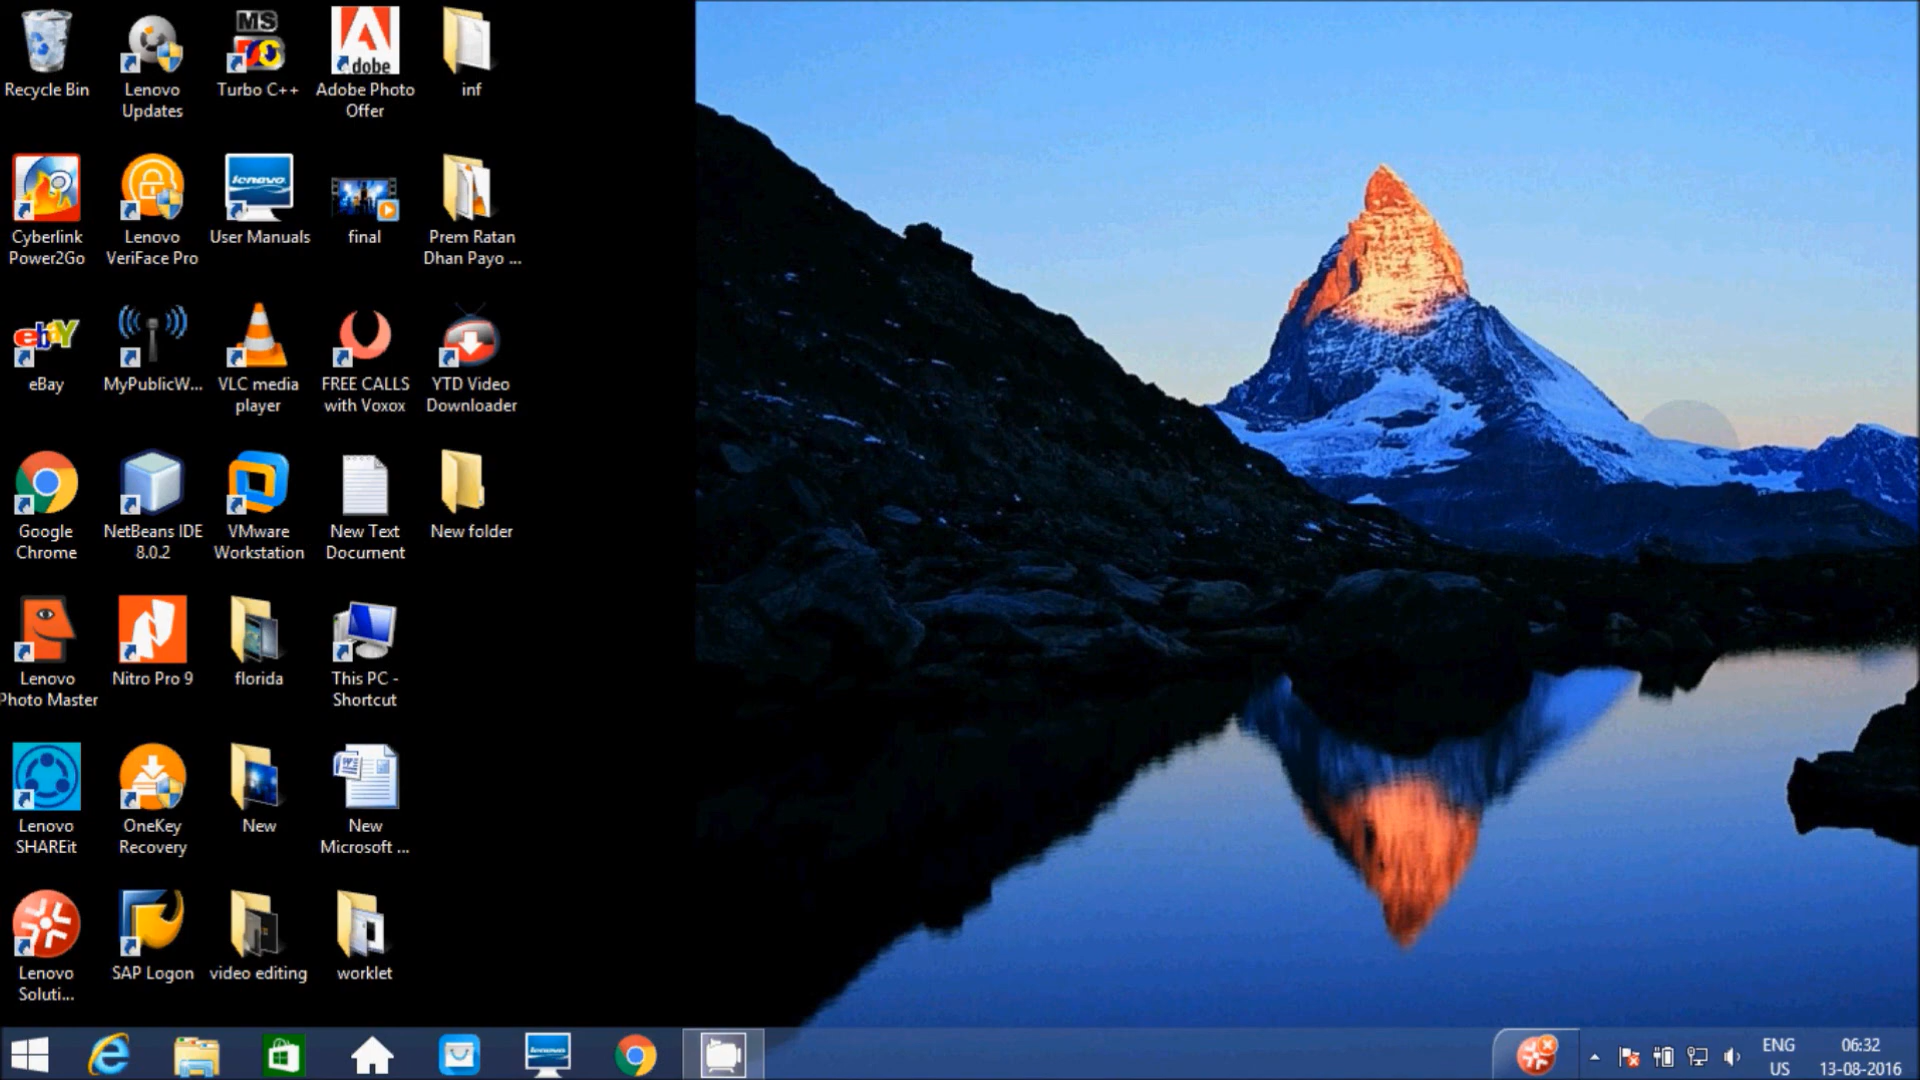 Recycle Bin
Lenovo
Updates
MS
Turbo C++
Adobe
Adobe Photo
Offer
inf
Cyberlink
Power2Go
Lenovo
VeriFace Pro
lenovo
User Manuals
final
Prem Ratan
Dhan Payo ...
ebay
eBay
MyPublicW...
VLC media
player
FREE CALLS
with Voxox
YTD Video
Downloader
Google
Chrome
NetBeans IDE
8.0.2
VMware
Workstation
New Text
Document
New folder
Lenovo
Photo Master
Nitro Pro 9
florida
This PC -
Shortcut
Lenovo
SHAREit
OneKey
Recovery
New
New
Microsoft ...
Lenovo
Soluti...
SAP Logon
video editing
worklet
lenovo
ENG
US
06:32
13-08-2016